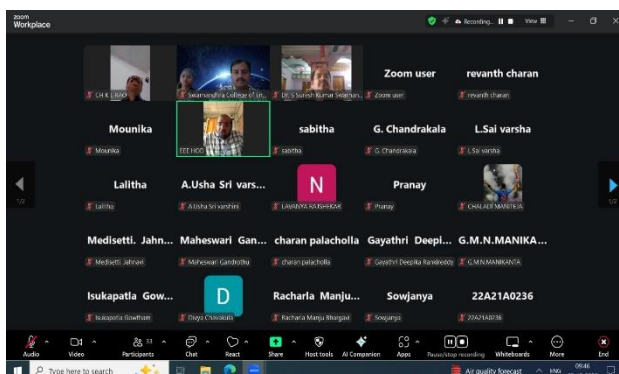 zoom
Workplace
Recording...
View
CH K L RAO
Swarnandhra College of En...
Dr. S Suresh Kumar Swarnan...
Zoom user
Zoom user
revanth charan
revanth charan
Mounika
Mounika
EEE HOD
sabitha
sabitha
G. Chandrakala
G. Chandrakala
L.Sai varsha
L.Sai varsha
1/2
1/2
Lalitha
Lalitha
A.Usha Sri vars...
A.Usha Sri varshini
N
LAVANYA RAJSHEKAR
Pranay
Pranay
CHALADI MANITEJA
Medisetti. Jahn...
Medisetti. Jahnavi
Maheswari Gan...
Maheswari Gandrothu
charan palacholla
charan palacholla
Gayathri Deepi...
Gayathri Deepika Rankireddy
G.M.N.MANIKA...
G.M.N.MANIKANTA
Isukapatla Gow...
Isukapatla Gowtham
D
Divya Chavakula
Racharla Manju...
Racharla Manju Bhargavi
Sowjanya
Sowjanya
22A21A0236
22A21A0236
Audio
Video
33
Participants
Chat
React
Share
Host tools
AI Companion
Apps
Pause/stop recording
Whiteboards
More
End
Type here to search
Air quality forecast
ENG
09:46